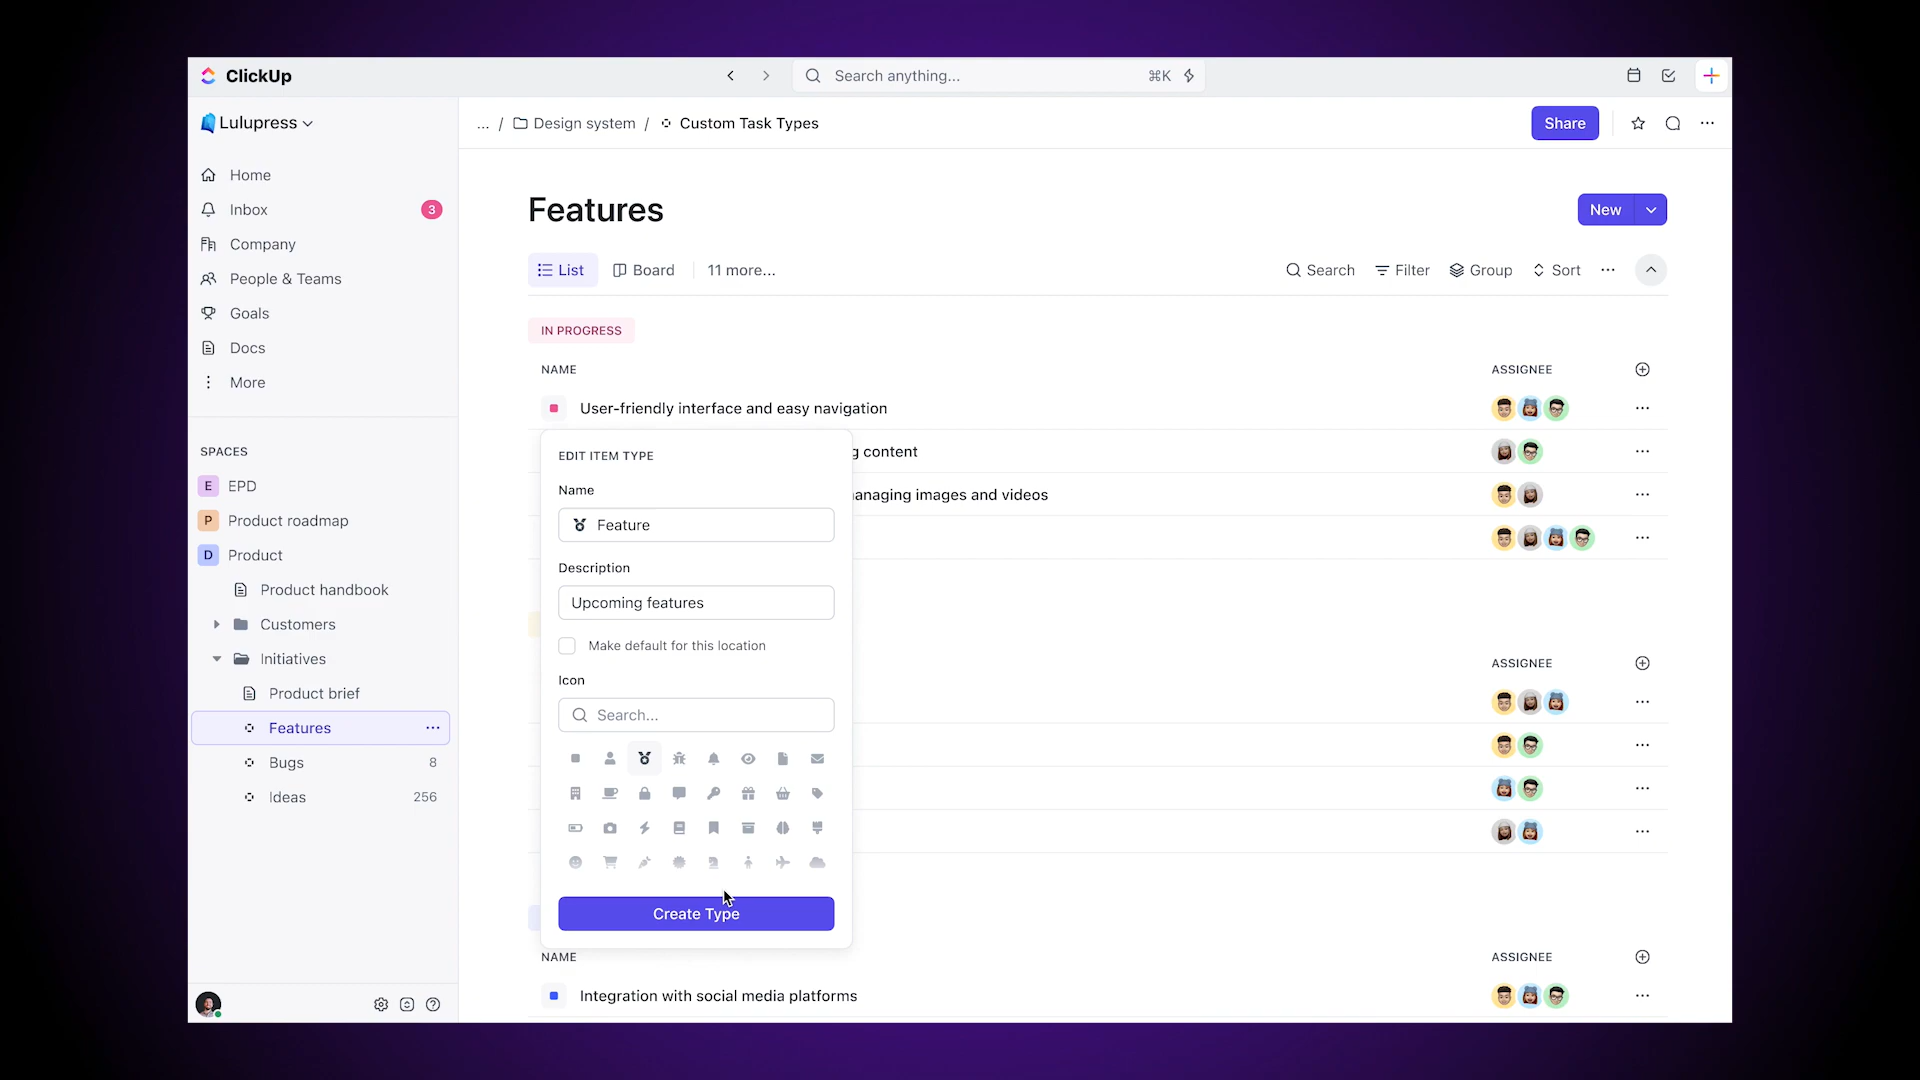 ClickUp
Search anything...
⌘K
Lulupress
... / Design system / Custom Task Types
Share
Home
Inbox
3
Company
People & Teams
Goals
Docs
More
SPACES
E EPD
P Product roadmap
D Product
Product handbook
Customers
Initiatives
Product brief
Features
Bugs
8
Ideas
256
Features
New
List
Board
11 more...
Search
Filter
Group
Sort
IN PROGRESS
NAME
ASSIGNEE
User-friendly interface and easy navigation
content
managing images and videos
EDIT ITEM TYPE
Name
Feature
Description
Upcoming features
Make default for this location
Icon
Search...
Create Type
ASSIGNEE
NAME
ASSIGNEE
Integration with social media platforms